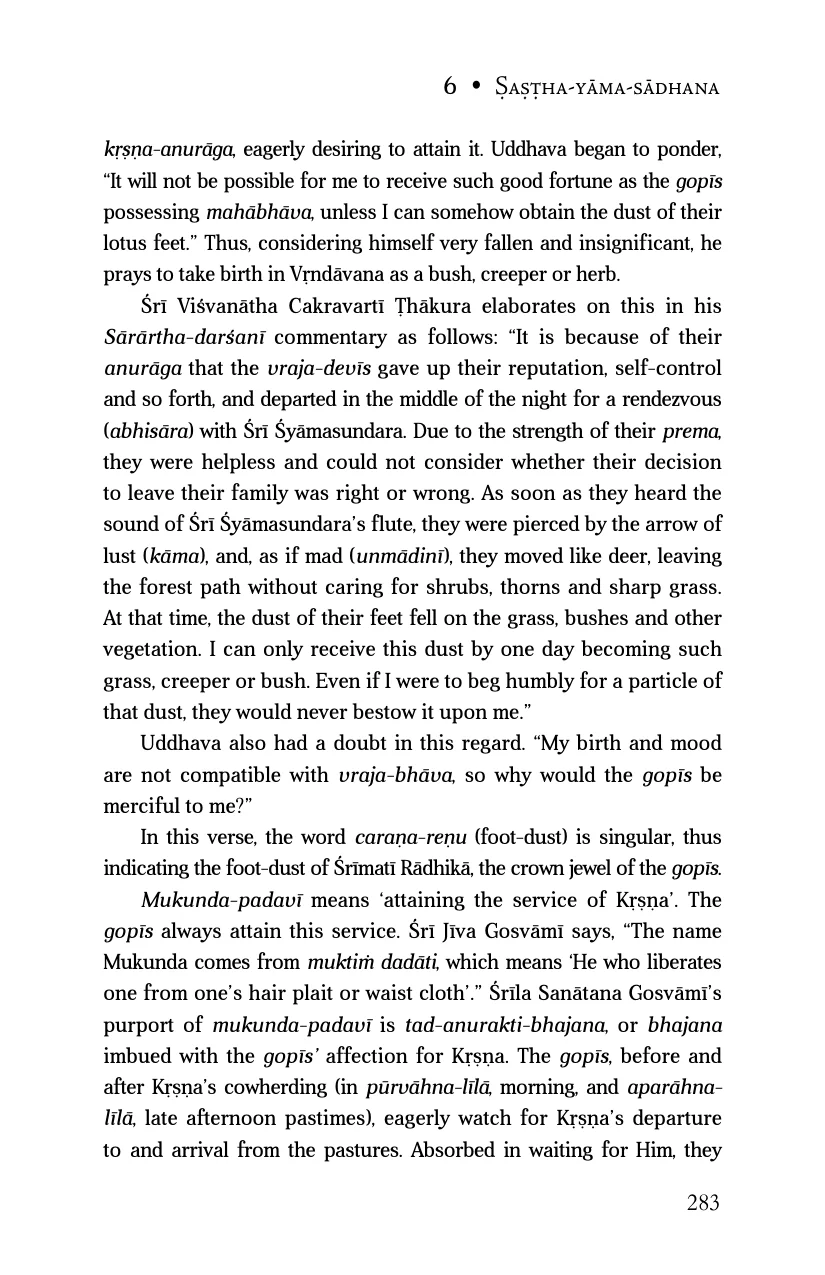 6 • Ṣaṣṭha-yāma-sādhana
kṛṣṇa-anurāga, eagerly desiring to attain it. Uddhava began to ponder,
“It will not be possible for me to receive such good fortune as the gopīs
possessing mahābhāva, unless I can somehow obtain the dust of their
lotus feet.” Thus, considering himself very fallen and insignificant, he
prays to take birth in Vṛndāvana as a bush, creeper or herb.
Śrī Viśvanātha Cakravartī Ṭhākura elaborates on this in his
Sārārtha-darśanī commentary as follows: “It is because of their
anurāga that the vraja-devīs gave up their reputation, self-control
and so forth, and departed in the middle of the night for a rendezvous
(abhisāra) with Śrī Śyāmasundara. Due to the strength of their prema,
they were helpless and could not consider whether their decision
to leave their family was right or wrong. As soon as they heard the
sound of Śrī Śyāmasundara’s flute, they were pierced by the arrow of
lust (kāma), and, as if mad (unmādinī), they moved like deer, leaving
the forest path without caring for shrubs, thorns and sharp grass.
At that time, the dust of their feet fell on the grass, bushes and other
vegetation. I can only receive this dust by one day becoming such
grass, creeper or bush. Even if I were to beg humbly for a particle of
that dust, they would never bestow it upon me.”
Uddhava also had a doubt in this regard. “My birth and mood
are not compatible with vraja-bhāva, so why would the gopīs be
merciful to me?”
In this verse, the word caraṇa-reṇu (foot-dust) is singular, thus
indicating the foot-dust of Śrīmatī Rādhikā, the crown jewel of the gopīs.
Mukunda-padavī means ‘attaining the service of Kṛṣṇa’. The
gopīs always attain this service. Śrī Jīva Gosvāmī says, “The name
Mukunda comes from muktiṁ dadāti, which means ‘He who liberates
one from one’s hair plait or waist cloth’.” Śrīla Sanātana Gosvāmī’s
purport of mukunda-padavī is tad-anurakti-bhajana, or bhajana
imbued with the gopīs’ affection for Kṛṣṇa. The gopīs, before and
after Kṛṣṇa’s cowherding (in pūrvāhna-līlā, morning, and aparāhna-
līlā, late afternoon pastimes), eagerly watch for Kṛṣṇa’s departure
to and arrival from the pastures. Absorbed in waiting for Him, they
283